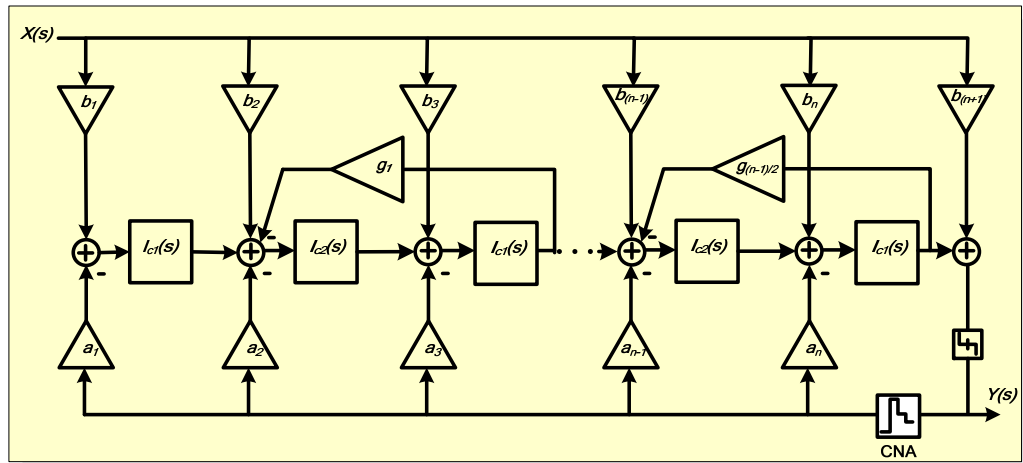 X(s)
b1 b2 b3 b(n-1) bn b(n+1
g1 g(n-1)/2
+ Ic1(s) + Ic2(s) + Ic1(s) + Ic2(s) + Ic1(s) +
- - - - - - -
a1 a2 a3 an-1 an
Y(s)
CNA